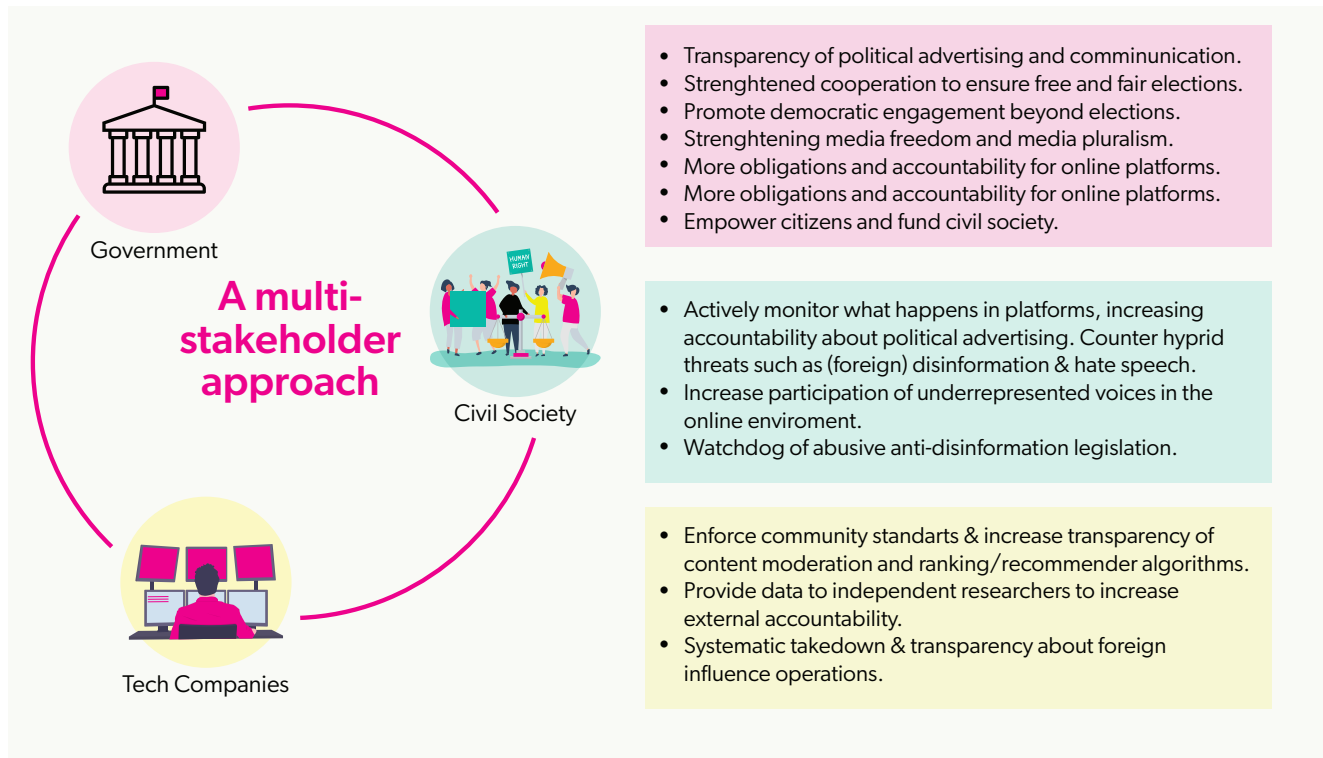 Government
A multi-
stakeholder
approach
HUMAN
RIGHT
Civil Society
Tech Companies
• Transparency of political advertising and comminunication.
• Strenghtened cooperation to ensure free and fair elections.
• Promote democratic engagement beyond elections.
• Strenghtening media freedom and media pluralism.
• More obligations and accountability for online platforms.
• More obligations and accountability for online platforms.
• Empower citizens and fund civil society.
• Actively monitor what happens in platforms, increasing
accountability about political advertising. Counter hyprid
threats such as (foreign) disinformation & hate speech.
• Increase participation of underrepresented voices in the
online enviroment.
• Watchdog of abusive anti-disinformation legislation.
• Enforce community standarts & increase transparency of
content moderation and ranking/recommender algorithms.
• Provide data to independent researchers to increase
external accountability.
• Systematic takedown & transparency about foreign
influence operations.